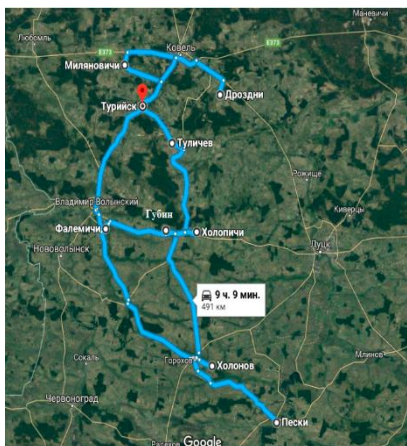 Маневичи
Любомль
E373
Ковель
E373
Миляновичи
Дроздни
Турийск
Туличев
Рожище
Владимир-Волынский
Губин
Киверцы
Фалемичи
Холопичи
Луцк
Нововолынск
9 ч. 9 мин.
491 км
Сокаль
Горохов
Холонов
Млинов
Червоноград
Пески
Google